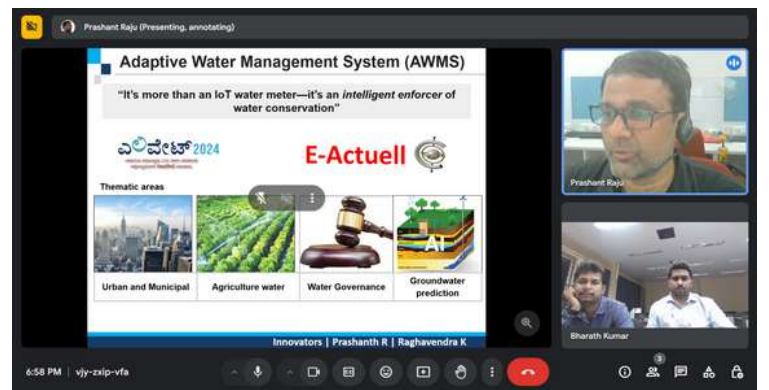 Prashant Raju (Presenting, annotating)
Adaptive Water Management System (AWMS)
“It’s more than an IoT water meter—it’s an intelligent enforcer of
water conservation”
ಎಲಿವೇಟ್ 2024
E-Actuell
Thematic areas
AI
Urban and Municipal
Agriculture water
Water Governance
Groundwater
prediction
Innovators | Prashanth R | Raghavendra K
Prashant Raju
Bharath Kumar
6:58 PM | vjy-zxip-vfa
3